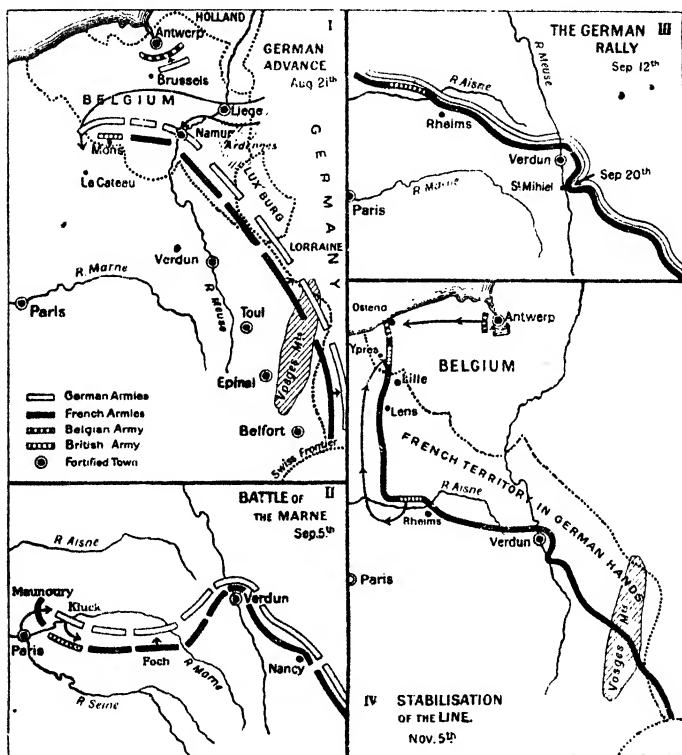 HOLLAND
I
Antwerp
GERMAN
ADVANCE
Aug 21th
Brussels
BELGIUM
Liege
Namur
Ardennes
Mons
Le Cateau
LUX'BURG
GERMANY
LORRAINE
R. Marne
Verdun
R. Meuse
Paris
Toul
Epinal
Vosges Mts
Belfort
Swiss Frontier
German Armies
French Armies
Belgian Army
British Army
Fortified Town
II
BATTLE OF
THE MARNE
Sep. 5th
R. Aisne
Maunoury
Kluck
Verdun
Paris
Foch
R. Marne
Nancy
R. Seine
III
THE GERMAN
RALLY
Sep 12th
R. Meuse
R. Aisne
Rheims
Verdun
Sep 20th
St. Mihiel
R. Marne
Paris
Ostend
Antwerp
Ypres
BELGIUM
Lille
Lens
FRENCH TERRITORY IN GERMAN HANDS
R. Aisne
Rheims
Verdun
Paris
Vosges Mts
IV STABILISATION
OF THE LINE.
Nov. 5th